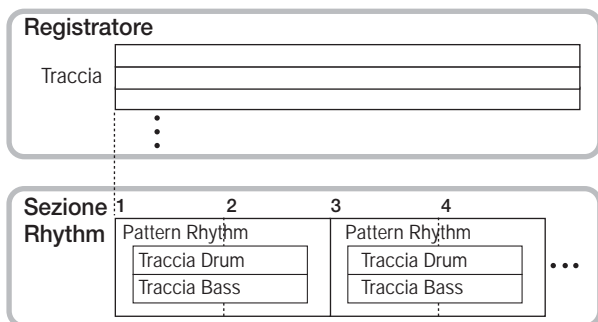 Registratore
Traccia
Sezione Rhythm
1 2 3 4
Pattern Rhythm Pattern Rhythm
Traccia Drum Traccia Drum
Traccia Bass Traccia Bass